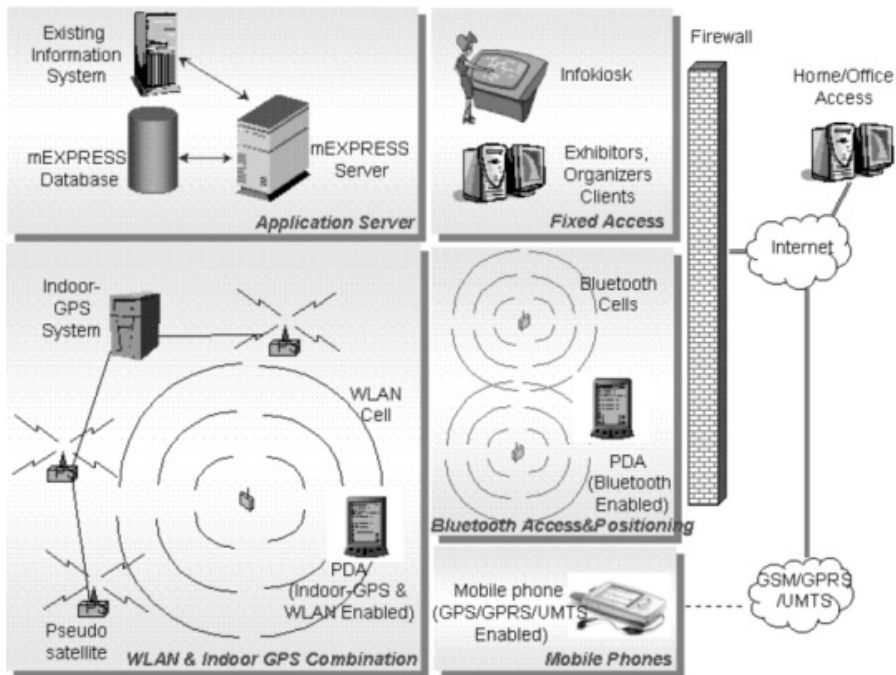 Existing
Information
System
mEXPRESS
Database
mEXPRESS
Server
Application Server
Infokiosk
Exhibitors,
Organizers
Clients
Fixed Access
Firewall
Home/Office
Access
Internet
Indoor-
GPS
System
WLAN
Cell
PDA
(Indoor-GPS &
WLAN Enabled)
Pseudo
satellite
WLAN & Indoor GPS Combination
Bluetooth
Cells
PDA
(Bluetooth
Enabled)
Bluetooth Access&Positioning
Mobile phone
(GPS/GPRS/UMTS
Enabled)
Mobile Phones
GSM/GPRS
/UMTS